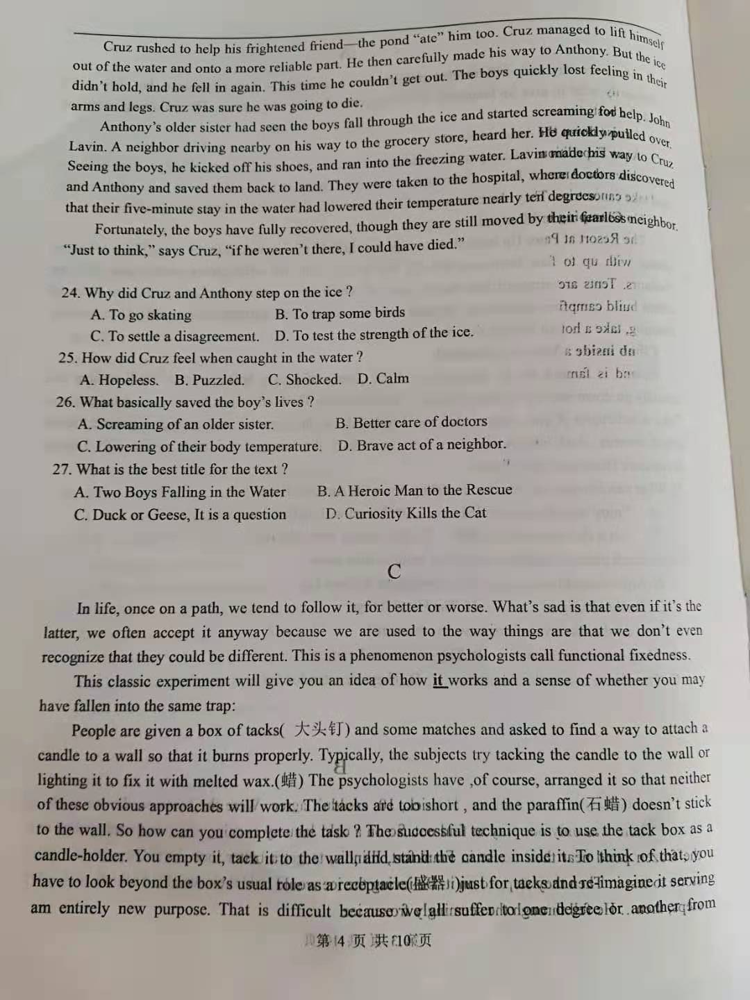 Cruz rushed to help his frightened friend—the pond “ate” him too. Cruz managed to lift himself
out of the water and onto a more reliable part. He then carefully made his way to Anthony. But the ice
didn’t hold, and he fell in again. This time he couldn’t get out. The boys quickly lost feeling in their
arms and legs. Cruz was sure he was going to die.
Anthony’s older sister had seen the boys fall through the ice and started screaming for help. John
Lavin. A neighbor driving nearby on his way to the grocery store, heard her. He quickly pulled over.
Seeing the boys, he kicked off his shoes, and ran into the freezing water. Lavin made his way to Cruz
and Anthony and saved them back to land. They were taken to the hospital, where doctors discovered
that their five-minute stay in the water had lowered their temperature nearly ten degrees.
Fortunately, the boys have fully recovered, though they are still moved by their fearless neighbor.
“Just to think,” says Cruz, “if he weren’t there, I could have died.”
24. Why did Cruz and Anthony step on the ice ?
A. To go skating B. To trap some birds
C. To settle a disagreement. D. To test the strength of the ice.
25. How did Cruz feel when caught in the water ?
A. Hopeless. B. Puzzled. C. Shocked. D. Calm
26. What basically saved the boy’s lives ?
A. Screaming of an older sister. B. Better care of doctors
C. Lowering of their body temperature. D. Brave act of a neighbor.
27. What is the best title for the text ?
A. Two Boys Falling in the Water B. A Heroic Man to the Rescue
C. Duck or Geese, It is a question D. Curiosity Kills the Cat
C
In life, once on a path, we tend to follow it, for better or worse. What’s sad is that even if it’s the
latter, we often accept it anyway because we are used to the way things are that we don’t even
recognize that they could be different. This is a phenomenon psychologists call functional fixedness.
This classic experiment will give you an idea of how it works and a sense of whether you may
have fallen into the same trap:
People are given a box of tacks( 大头钉) and some matches and asked to find a way to attach a
candle to a wall so that it burns properly. Typically, the subjects try tacking the candle to the wall or
lighting it to fix it with melted wax.(蜡) The psychologists have ,of course, arranged it so that neither
of these obvious approaches will work. The tacks are too short , and the paraffin(石蜡) doesn’t stick
to the wall. So how can you complete the task ? The successful technique is to use the tack box as a
candle-holder. You empty it, tack it to the wall, and stand the candle inside it. To think of that, you
have to look beyond the box’s usual role as a receptacle(盛器)just for tacks and re-imagine it serving
am entirely new purpose. That is difficult because we all suffer to one degree or another from
第 4 页 共 10 页